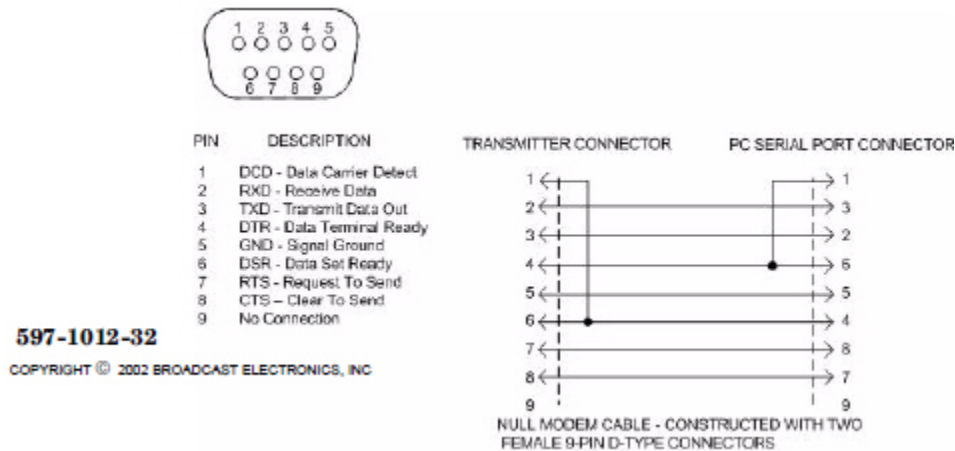 1 2 3 4 5
6 7 8 9
PIN DESCRIPTION
1 DCD - Data Carrier Detect
2 RXD - Receive Data
3 TXD - Transmit Data Out
4 DTR - Data Terminal Ready
5 GND - Signal Ground
6 DSR - Data Set Ready
7 RTS - Request To Send
8 CTS – Clear To Send
9 No Connection
597-1012-32
COPYRIGHT © 2002 BROADCAST ELECTRONICS, INC
TRANSMITTER CONNECTOR PC SERIAL PORT CONNECTOR
1 1
2 3
3 2
4 6
5 5
6 4
7 8
8 7
9 9
NULL MODEM CABLE - CONSTRUCTED WITH TWO
FEMALE 9-PIN D-TYPE CONNECTORS